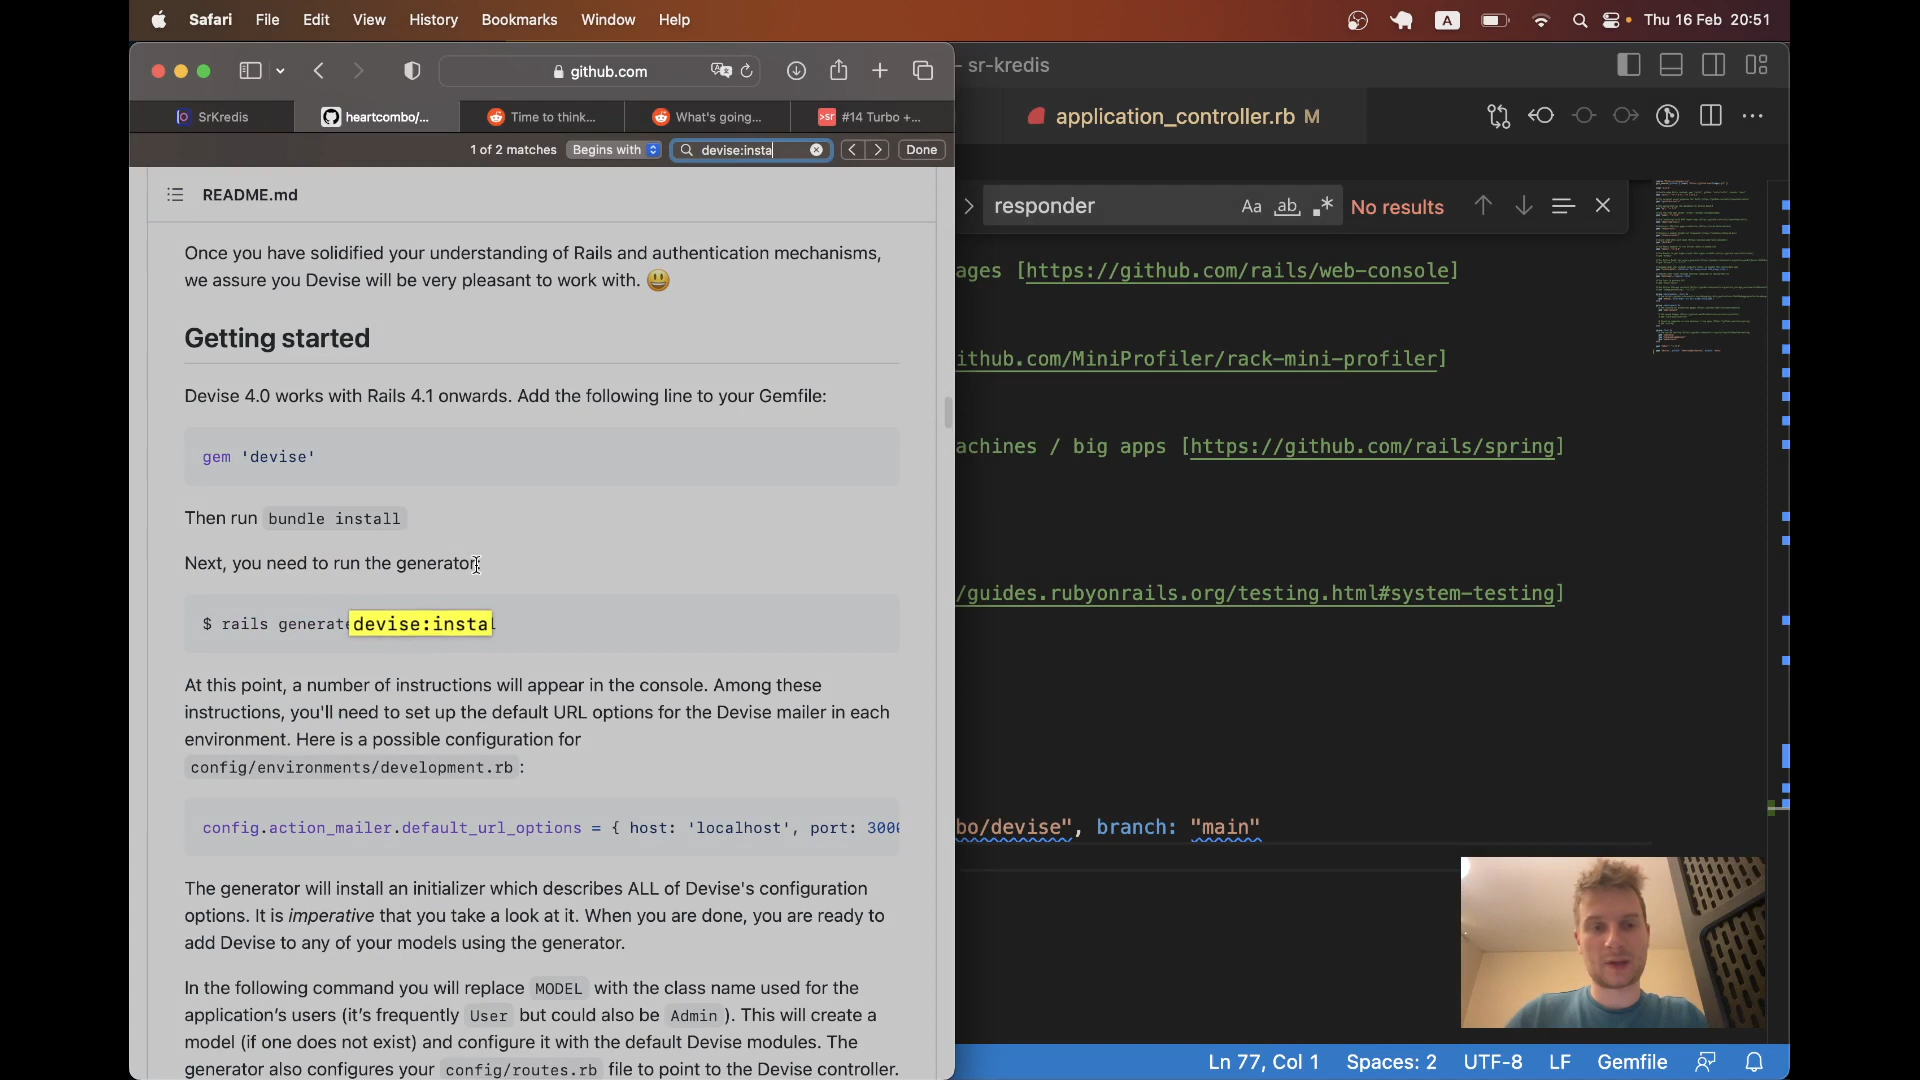 Safari File Edit View History Bookmarks Window Help A Thu 16 Feb 20:51
github.com
SrKredis heartcombo/... Time to think... What's going... >sr #14 Turbo +...
1 of 2 matches Begins with devise:insta Done
README.md
Once you have solidified your understanding of Rails and authentication mechanisms,
we assure you Devise will be very pleasant to work with. 😃
Getting started
Devise 4.0 works with Rails 4.1 onwards. Add the following line to your Gemfile:
gem 'devise'
Then run bundle install
Next, you need to run the generator:
$ rails generate devise:instal
At this point, a number of instructions will appear in the console. Among these
instructions, you'll need to set up the default URL options for the Devise mailer in each
environment. Here is a possible configuration for
config/environments/development.rb :
config.action_mailer.default_url_options = { host: 'localhost', port: 3000
The generator will install an initializer which describes ALL of Devise's configuration
options. It is imperative that you take a look at it. When you are done, you are ready to
add Devise to any of your models using the generator.
In the following command you will replace MODEL with the class name used for the
application's users (it's frequently User but could also be Admin ). This will create a
model (if one does not exist) and configure it with the default Devise modules. The
generator also configures your config/routes.rb file to point to the Devise controller.
- sr-kredis
application_controller.rb M
responder Aa ab .* No results
ages [https://github.com/rails/web-console]
ithub.com/MiniProfiler/rack-mini-profiler]
achines / big apps [https://github.com/rails/spring]
/guides.rubyonrails.org/testing.html#system-testing]
bo/devise", branch: "main"
Ln 77, Col 1 Spaces: 2 UTF-8 LF Gemfile